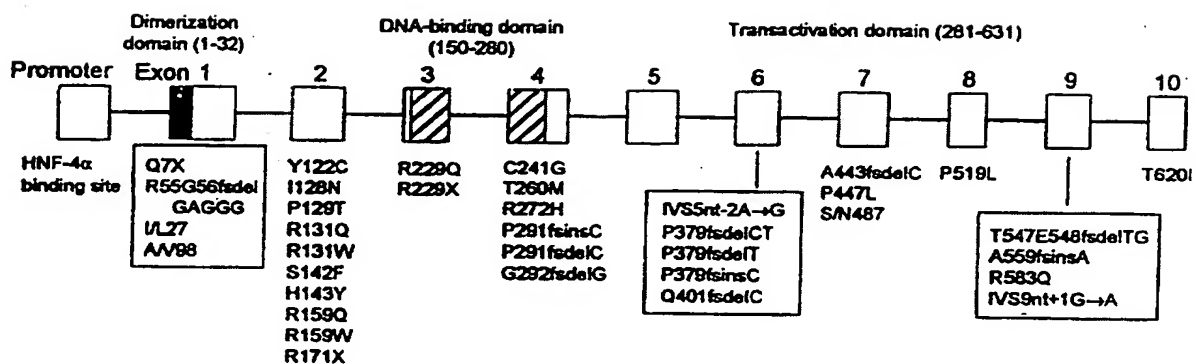 Dimerization
domain (1-32)
DNA-binding domain
(150-280)
Transactivation domain (281-631)
Promoter
Exon 1
2
3
4
5
6
7
8
9
10
HNF-4α
binding site
Q7X
R55G56fsdel
GAGGG
I/L27
A/V98
Y122C
I128N
P129T
R131Q
R131W
S142F
H143Y
R159Q
R159W
R171X
R229Q
R229X
C241G
T260M
R272H
P291fsinsC
P291fsdelC
G292fsdelG
IVS5nt-2A→G
P379fsdelCT
P379fsdelT
P379fsinsC
Q401fsdelC
A443fsdelC
P447L
S/N487
P519L
T547E548fsdelTG
A559fsinsA
R583Q
IVS9nt+1G→A
T620I